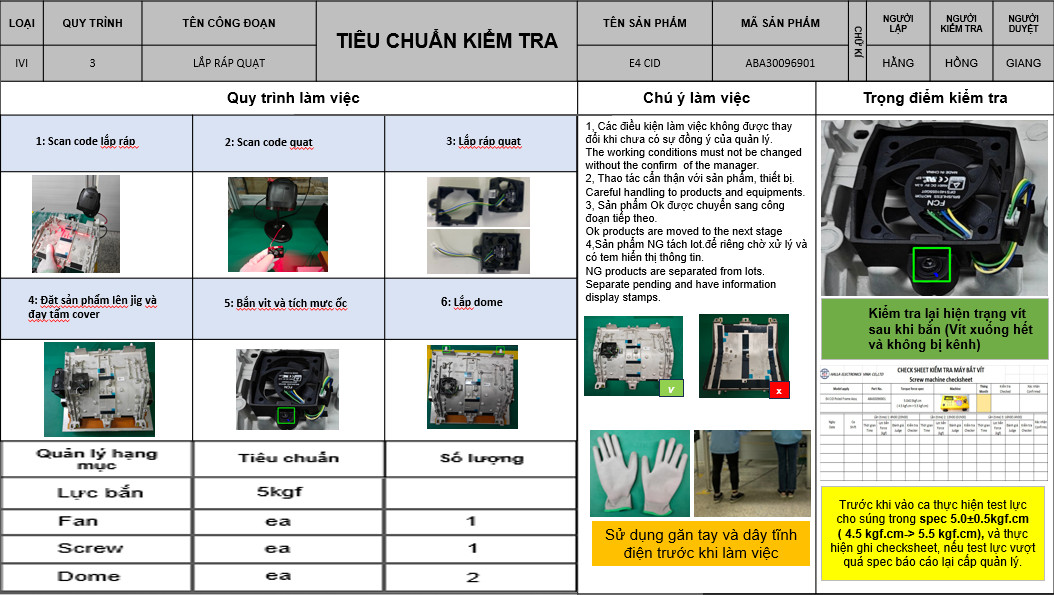 LOẠI
QUY TRÌNH
TÊN CÔNG ĐOẠN
TIÊU CHUẨN KIỂM TRA
TÊN SẢN PHẨM
MÃ SẢN PHẨM
CHỮ KÍ
NGƯỜI
LẬP
NGƯỜI
KIỂM TRA
NGƯỜI
DUYỆT
IVI
3
LẮP RÁP QUẠT
E4 CID
ABA30096901
HẰNG
HỒNG
GIANG
Quy trình làm việc
Chú ý làm việc
Trọng điểm kiểm tra
1: Scan code lắp ráp
2: Scan code quạt
3: Lắp ráp quạt
4: Đặt sản phẩm lên jig và
đạy tấm cover
5: Bắn vít và tích mực ốc
6: Lắp dome
Quản lý hạng
mục
Tiêu chuẩn
Số lượng
Lực bắn
5kgf
Fan
ea
1
Screw
ea
1
Dome
ea
2
1, Các điều kiện làm việc không được thay
đổi khi chưa có sự đồng ý của quản lý.
The working conditions must not be changed
without the confirm of the manager.
2, Thao tác cẩn thận với sản phẩm, thiết bị.
Careful handling to products and equipments.
3, Sản phẩm Ok được chuyển sang công
đoạn tiếp theo.
Ok products are moved to the next stage
4,Sản phẩm NG tách lot.để riêng chờ xử lý và
có tem hiển thị thông tin.
NG products are separated from lots.
Separate pending and have information
display stamps.
v
x
Sử dụng găn tay và dây tĩnh
điện trước khi làm việc
FCN
Kiểm tra lại hiện trạng vít
sau khi bắn (Vít xuống hết
và không bị kênh)
CHECK SHEET KIỂM TRA MÁY BẮT VÍT
Screw machine checksheet
Trước khi vào ca thực hiện test lực
cho súng trong spec 5.0±0.5kgf.cm
( 4.5 kgf.cm-> 5.5 kgf.cm), và thực
hiện ghi checksheet, nếu test lực vượt
quá spec báo cáo lại cấp quản lý.